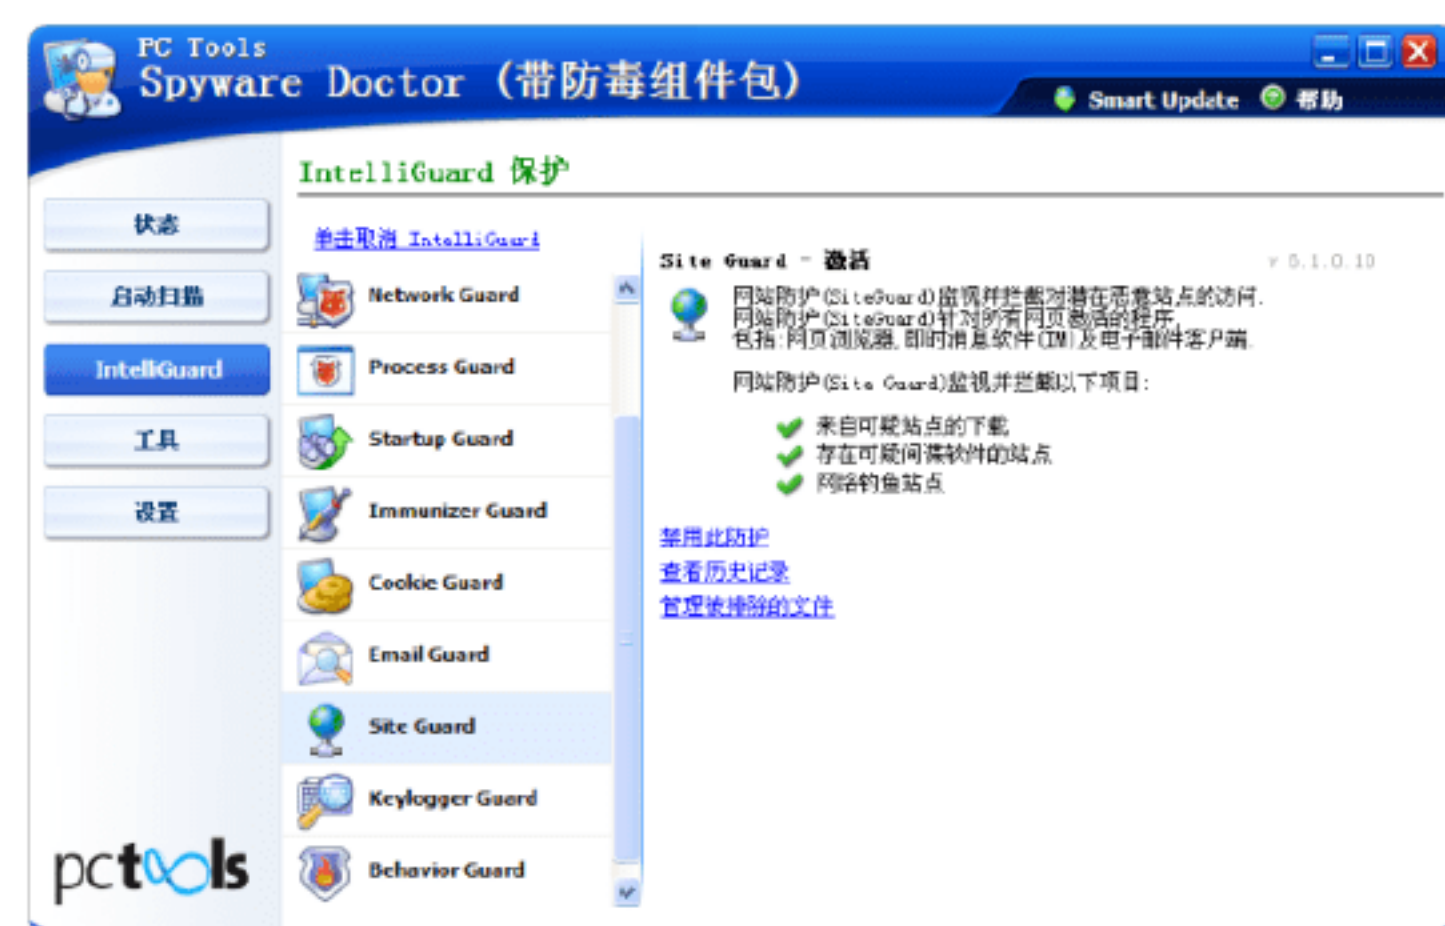 PC Tools
Spyware Doctor (带防毒组件包)
Smart Update 帮助
IntelliGuard 保护
状态
启动扫描
IntelliGuard
工具
设置
单击取消 IntelliGuard
Network Guard
Process Guard
Startup Guard
Immunizer Guard
Cookie Guard
Email Guard
Site Guard
Keylogger Guard
Behavior Guard
Site Guard - 激活
网站防护(SiteGuard)监视并拦截对潜在恶意站点的访问.
网站防护(SiteGuard)针对所有网页激活的程序,
包括:网页浏览器,即时消息软件(IM)及电子邮件客户端.
网站防护(Site Guard)监视并拦截以下项目:
来自可疑站点的下载
存在可疑间谍软件的站点
网络钓鱼站点
禁用此防护
查看历史记录
管理被排除的文件
pctools